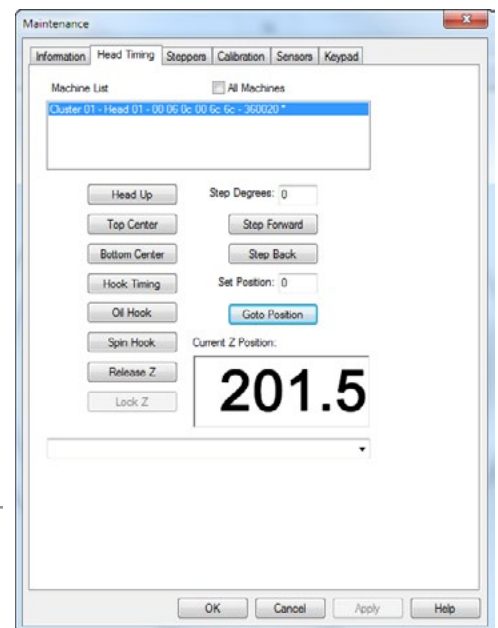 Maintenance
Information Head Timing Steppers Calibration Sensors Keypad
Machine List All Machines
Cluster 01 - Head 01 - 00 06 0c 00 6c 6c - 360020 *
Head Up Step Degrees: 0
Top Center Step Forward
Bottom Center Step Back
Hook Timing Set Position: 0
Oil Hook Goto Position
Spin Hook Current Z Position:
Release Z 201.5
Lock Z
OK Cancel Apply Help